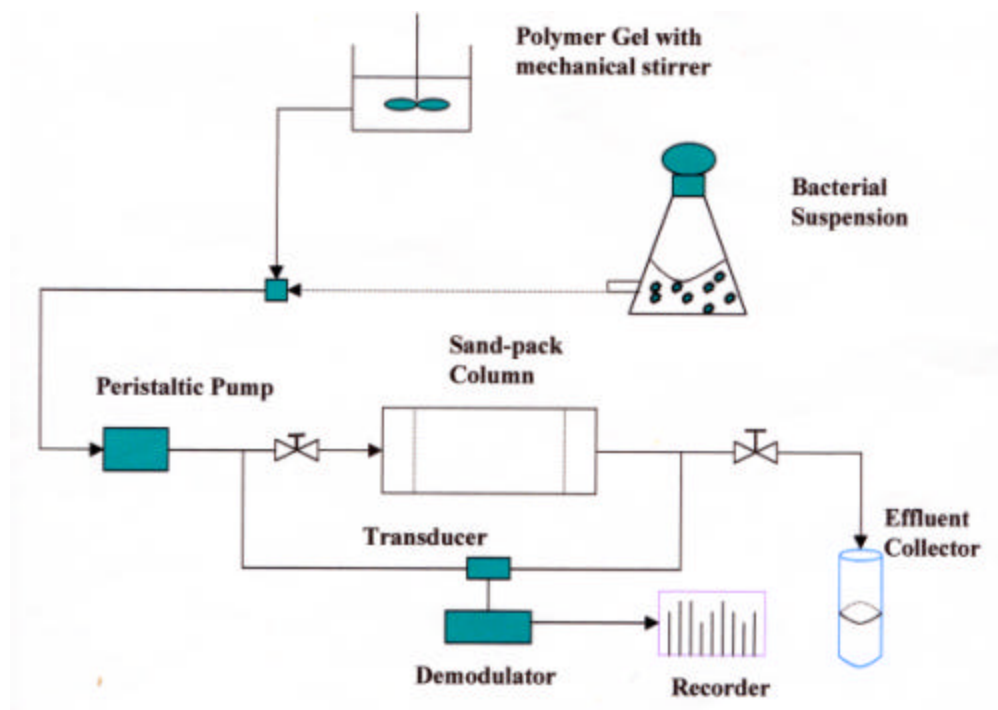 Polymer Gel with
mechanical stirrer
Bacterial
Suspension
Sand-pack
Column
Peristaltic Pump
Effluent
Collector
Transducer
Demodulator
Recorder